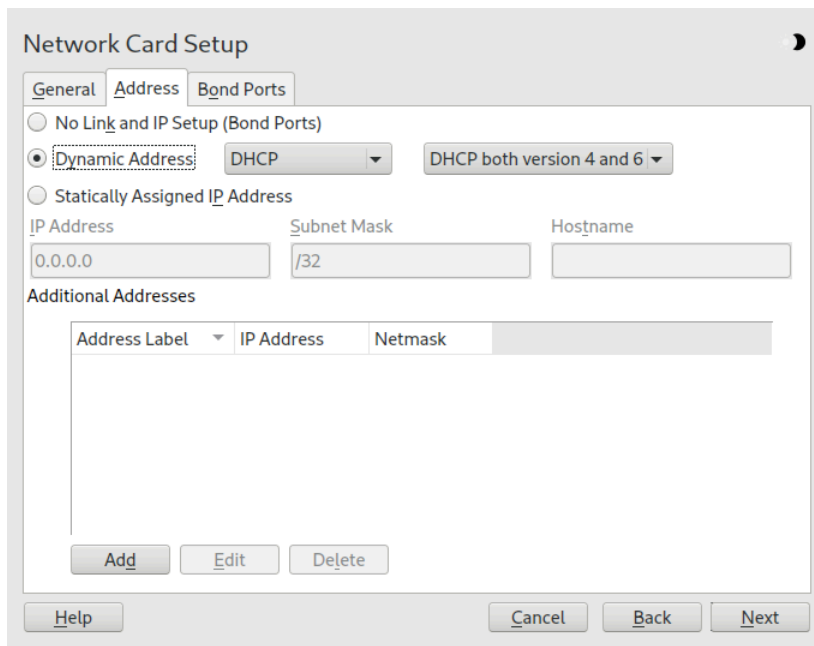 Network Card Setup
General Address Bond Ports
No Link and IP Setup (Bond Ports)
Dynamic Address DHCP DHCP both version 4 and 6
Statically Assigned IP Address
IP Address Subnet Mask Hostname
0.0.0.0 /32
Additional Addresses
Address Label IP Address Netmask
Add Edit Delete
Help Cancel Back Next